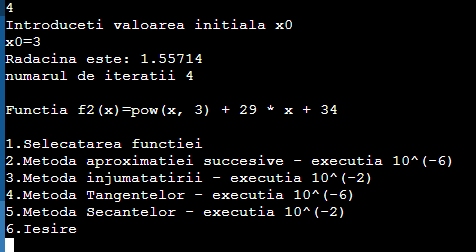 4
Introduceti valoarea initiala x0
x0=3
Radacina este: 1.55714
numarul de iteratii 4
Functia f2(x)=pow(x, 3) + 29 * x + 34
1.Selecatarea functiei
2.Metoda aproximatiei succesive - executia 10^(-6)
3.Metoda injumatatirii - executia 10^(-2)
4.Metoda Tangentelor - executia 10^(-6)
5.Metoda Secantelor - executia 10^(-2)
6.Iesire